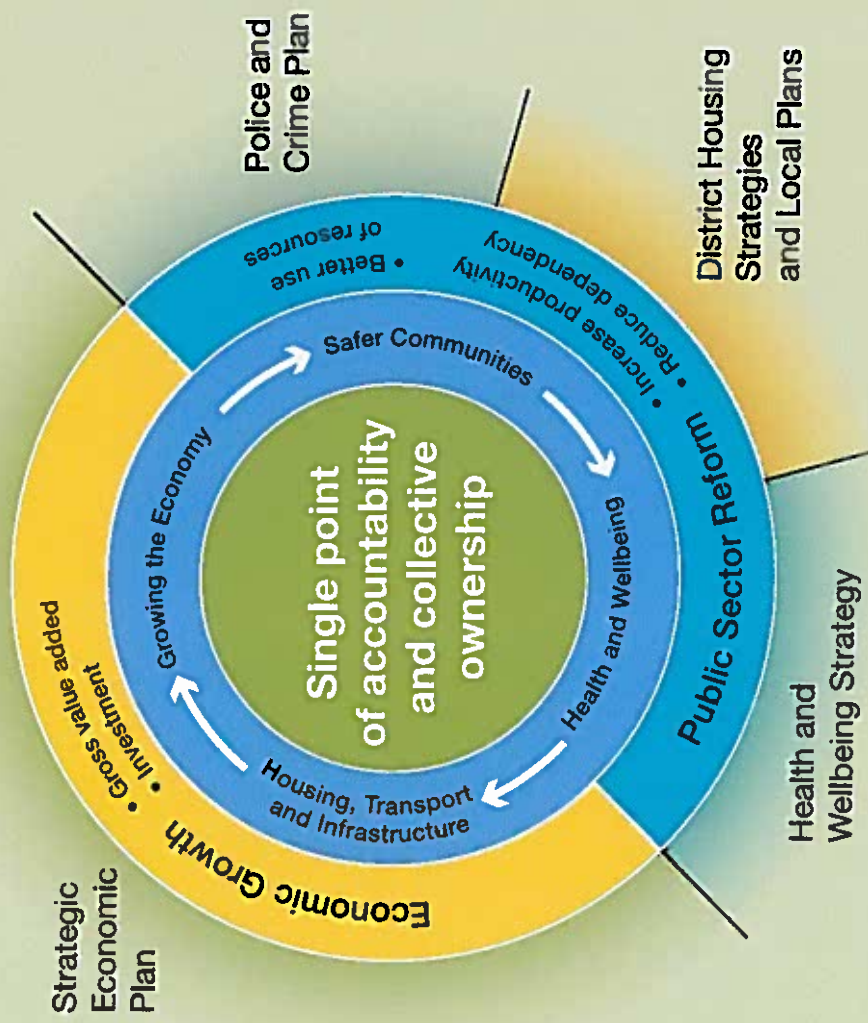 Strategic
Economic
Plan
Police and
Crime Plan
District Housing
Strategies
and Local Plans
Health and
Wellbeing Strategy
Economic Growth
• Gross value added
• Investment
Public Sector Reform
• Better use
of resources
• Increase productivity
• Reduce dependency
Growing the Economy
Safer Communities
Health and Wellbeing
Housing, Transport
and Infrastructure
Single point
of accountability
and collective
ownership